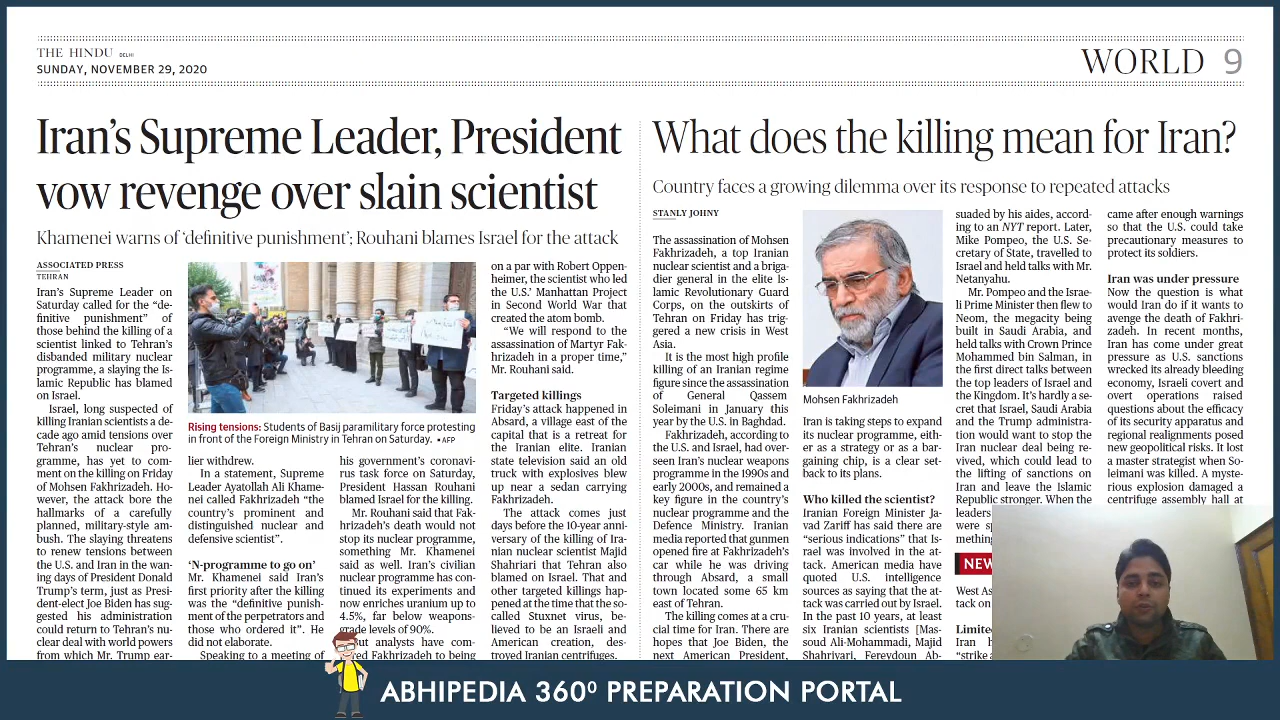 THE HINDU DELHI
SUNDAY, NOVEMBER 29, 2020
WORLD 9
Iran's Supreme Leader, President
vow revenge over slain scientist
Khamenei warns of 'definitive punishment'; Rouhani blames Israel for the attack
ASSOCIATED PRESS
TEHRAN
Iran's Supreme Leader on
Saturday called for the "de-
finitive punishment" of
those behind the killing of a
scientist linked to Tehran's
disbanded military nuclear
programme, a slaying the Is-
lamic Republic has blamed
on Israel.
Israel, long suspected of
killing Iranian scientists a de-
cade ago amid tensions over
Tehran's nuclear pro-
gramme, has yet to com-
ment on the killing on Friday
of Mohsen Fakhrizadeh. Ho-
wever, the attack bore the
hallmarks of a carefully
planned, military-style am-
bush. The slaying threatens
to renew tensions between
the U.S. and Iran in the wan-
ing days of President Donald
Trump's term, just as Presi-
dent-elect Joe Biden has sug-
gested his administration
could return to Tehran's nu-
clear deal with world powers
from which Mr. Trump ear-
Rising tensions: Students of Basij paramilitary force protesting
in front of the Foreign Ministry in Tehran on Saturday. • AFP
lier withdrew.
In a statement, Supreme
Leader Ayatollah Ali Khame-
nei called Fakhrizadeh "the
country's prominent and
distinguished nuclear and
defensive scientist".
'N-programme to go on'
Mr. Khamenei said Iran's
first priority after the killing
was the "definitive punish-
ment of the perpetrators and
those who ordered it". He
did not elaborate.
Speaking to a meeting of
his government's coronavi-
rus task force on Saturday,
President Hassan Rouhani
blamed Israel for the killing.
Mr. Rouhani said that Fak-
hrizadeh's death would not
stop its nuclear programme,
something Mr. Khamenei
said as well. Iran's civilian
nuclear programme has con-
tinued its experiments and
now enriches uranium up to
4.5%, far below weapons-
grade levels of 90%.
But analysts have com-
red Fakhrizadeh to being
on a par with Robert Oppen-
heimer, the scientist who led
the U.S.' Manhattan Project
in Second World War that
created the atom bomb.
"We will respond to the
assassination of Martyr Fak-
hrizadeh in a proper time,"
Mr. Rouhani said.
Targeted killings
Friday's attack happened in
Absard, a village east of the
capital that is a retreat for
the Iranian elite. Iranian
state television said an old
truck with explosives blew
up near a sedan carrying
Fakhrizadeh.
The attack comes just
days before the 10-year anni-
versary of the killing of Ira-
nian nuclear scientist Majid
Shahriari that Tehran also
blamed on Israel. That and
other targeted killings hap-
pened at the time that the so-
called Stuxnet virus, be-
lieved to be an Israeli and
American creation, des-
troyed Iranian centrifuges.
What does the killing mean for Iran?
Country faces a growing dilemma over its response to repeated attacks
STANLY JOHNY
The assassination of Mohsen
Fakhrizadeh, a top Iranian
nuclear scientist and a briga-
dier general in the elite Is-
lamic Revolutionary Guard
Corps, on the outskirts of
Tehran on Friday has trig-
gered a new crisis in West
Asia.
It is the most high profile
killing of an Iranian regime
figure since the assassination
of General Qassem
Soleimani in January this
year by the U.S. in Baghdad.
Fakhrizadeh, according to
the U.S. and Israel, had over-
seen Iran's nuclear weapons
programme in the 1990s and
early 2000s, and remained a
key figure in the country's
nuclear programme and the
Defence Ministry. Iranian
media reported that gunmen
opened fire at Fakhrizadeh's
car while he was driving
through Absard, a small
town located some 65 km
east of Tehran.
The killing comes at a cru-
cial time for Iran. There are
hopes that Joe Biden, the
next American President,
Mohsen Fakhrizadeh
Iran is taking steps to expand
its nuclear programme, eith-
er as a strategy or as a bar-
gaining chip, is a clear set-
back to its plans.
Who killed the scientist?
Iranian Foreign Minister Ja-
vad Zariff has said there are
"serious indications" that Is-
rael was involved in the at-
tack. American media have
quoted U.S. intelligence
sources as saying that the at-
tack was carried out by Israel.
In the past 10 years, at least
six Iranian scientists [Mas-
soud Ali-Mohammadi, Majid
Shahriyari, Fereydoun Ab-
suaded by his aides, accord-
ing to an NYT report. Later,
Mike Pompeo, the U.S. Se-
cretary of State, travelled to
Israel and held talks with Mr.
Netanyahu.
Mr. Pompeo and the Israe-
li Prime Minister then flew to
Neom, the megacity being
built in Saudi Arabia, and
held talks with Crown Prince
Mohammed bin Salman, in
the first direct talks between
the top leaders of Israel and
the Kingdom. It's hardly a se-
cret that Israel, Saudi Arabia
and the Trump administra-
tion would want to stop the
Iran nuclear deal being re-
vived, which could lead to
the lifting of sanctions on
Iran and leave the Islamic
Republic stronger. When the
leaders
were s
methin
NEW
West As
tack on
Limited
Iran h
"strike
came after enough warnings
so that the U.S. could take
precautionary measures to
protect its soldiers.
Iran was under pressure
Now the question is what
would Iran do if it wants to
avenge the death of Fakhri-
zadeh. In recent months,
Iran has come under great
pressure as U.S. sanctions
wrecked its already bleeding
economy, Israeli covert and
overt operations raised
questions about the efficacy
of its security apparatus and
regional realignments posed
new geopolitical risks. It lost
a master strategist when So-
leimani was killed. A myste-
rious explosion damaged a
centrifuge assembly hall at
ABHIPEDIA 360⁰ PREPARATION PORTAL